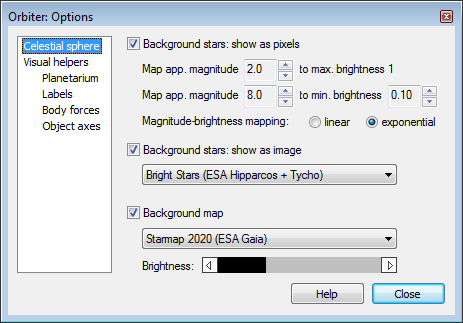 Orbiter: Options
Celestial sphere
Visual helpers
Planetarium
Labels
Body forces
Object axes
Background stars: show as pixels
Map app. magnitude 2.0 to max. brightness 1
Map app. magnitude 8.0 to min. brightness 0.10
Magnitude-brightness mapping: linear exponential
Background stars: show as image
Bright Stars (ESA Hipparcos + Tycho)
Background map
Starmap 2020 (ESA Gaia)
Brightness:
Help Close